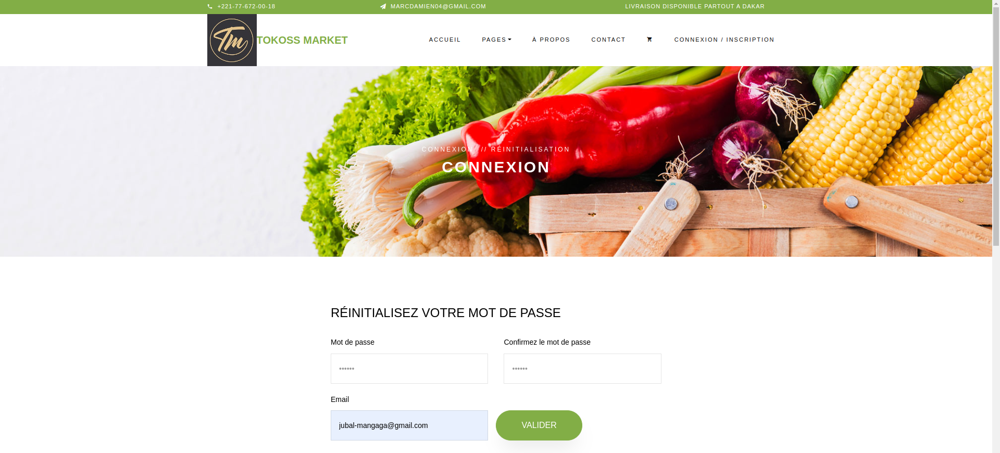 +221-77-672-00-18
MARCDAMIEN04@GMAIL.COM
LIVRAISON DISPONIBLE PARTOUT A DAKAR
Tm
TOKOSS MARKET
ACCUEIL
PAGES
À PROPOS
CONTACT
CONNEXION / INSCRIPTION
CONNEXION // RÉINITIALISATION
CONNEXION
RÉINITIALISEZ VOTRE MOT DE PASSE
Mot de passe
Confirmez le mot de passe
••••••
••••••
Email
jubal-mangaga@gmail.com
VALIDER